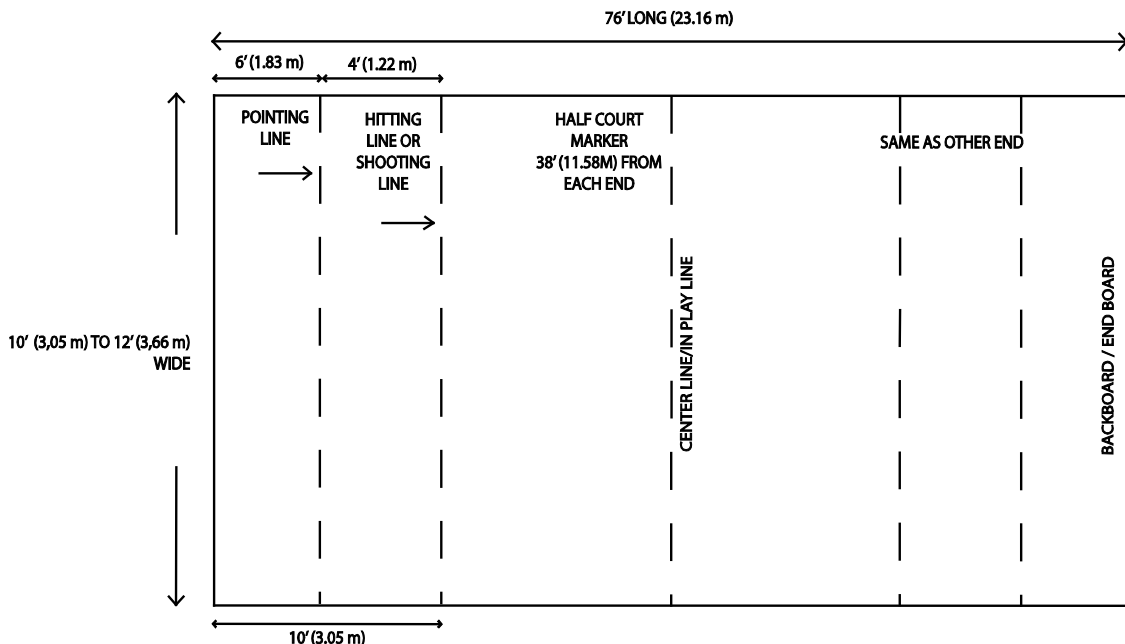 76' LONG (23.16 m)
6' (1.83 m)
4' (1.22 m)
POINTING
LINE
HITTING
LINE OR
SHOOTING
LINE
HALF COURT
MARKER
38' (11.58M) FROM
EACH END
SAME AS OTHER END
10' (3,05 m) TO 12' (3,66 m)
WIDE
CENTER LINE/IN PLAY LINE
BACKBOARD / END BOARD
10' (3.05 m)